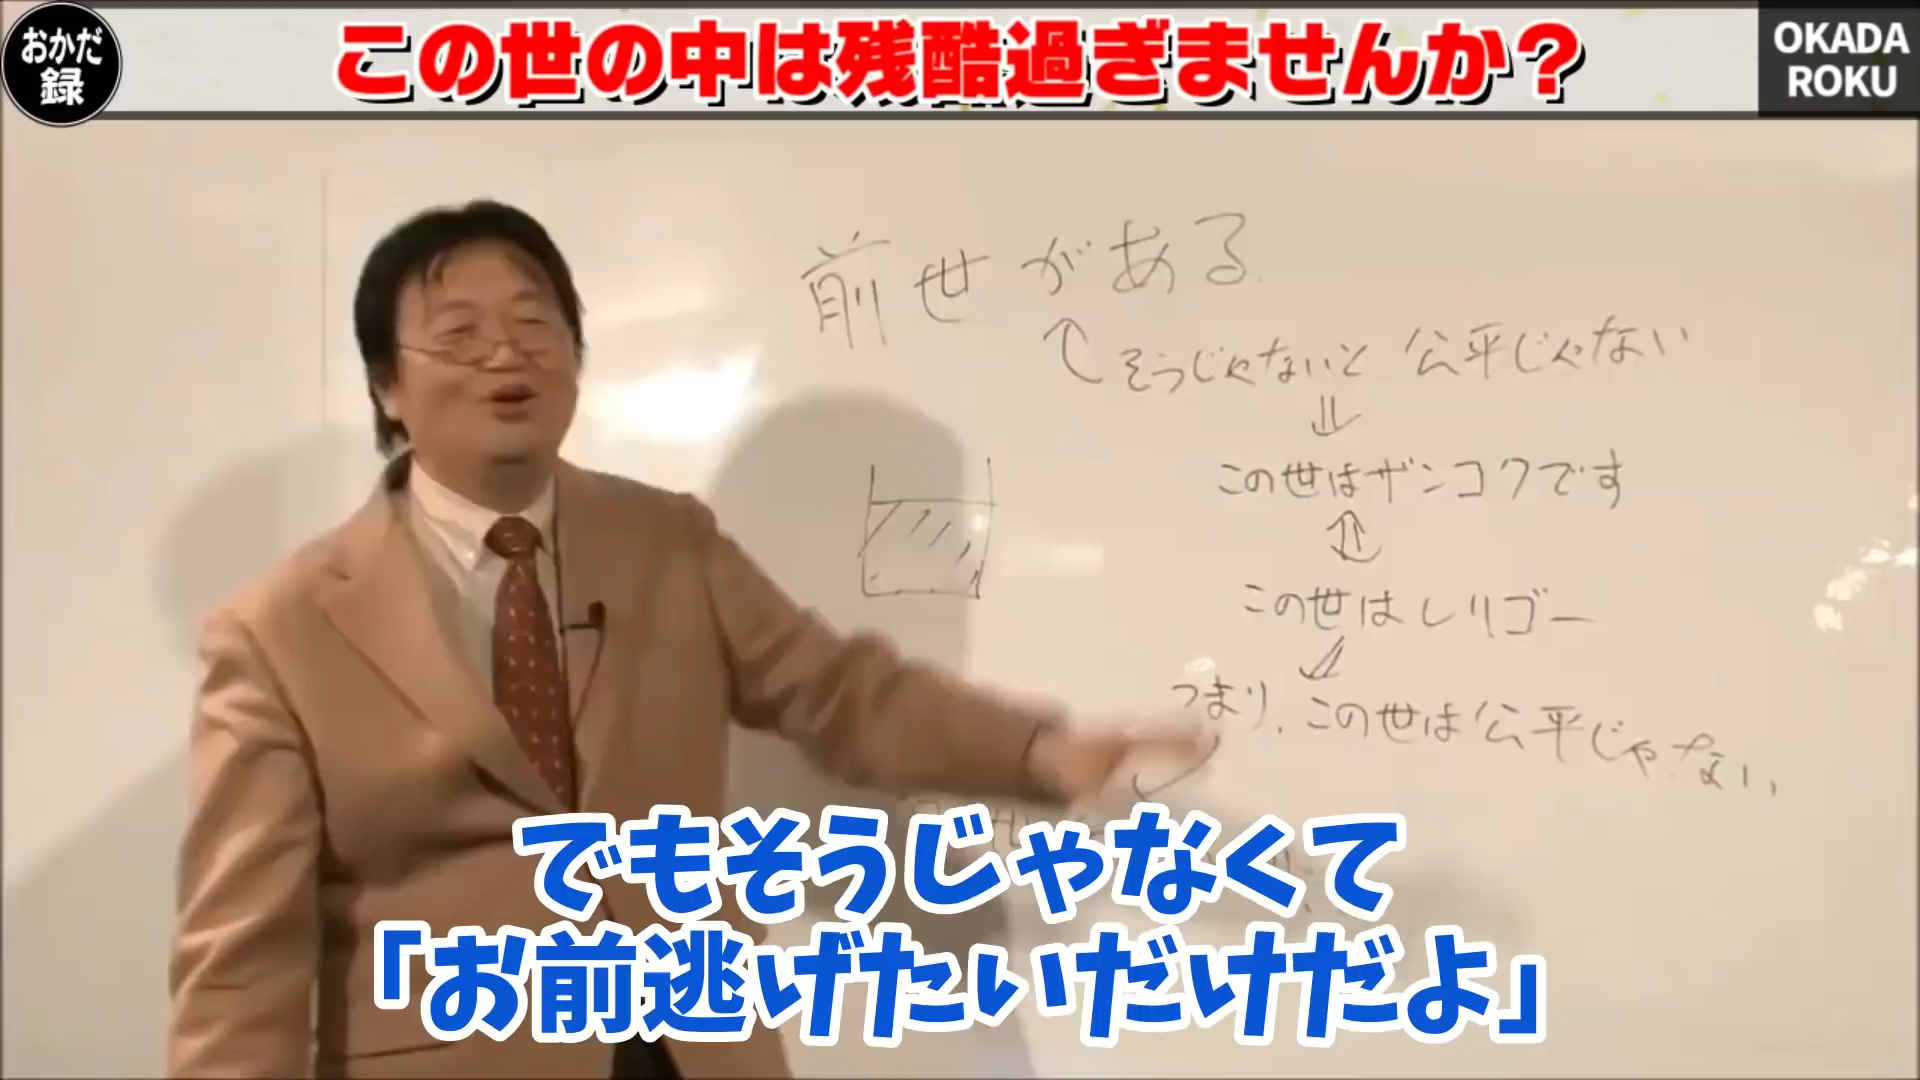 おかだ
録
この世の中は残酷過ぎませんか？
OKADA
ROKU
前世がある
そうじゃないと 公平じゃない
この世はザンコクです
この世はレリゴー
つまり、この世は公平じゃない
でもそうじゃなくて
「お前逃げたいだけだよ」